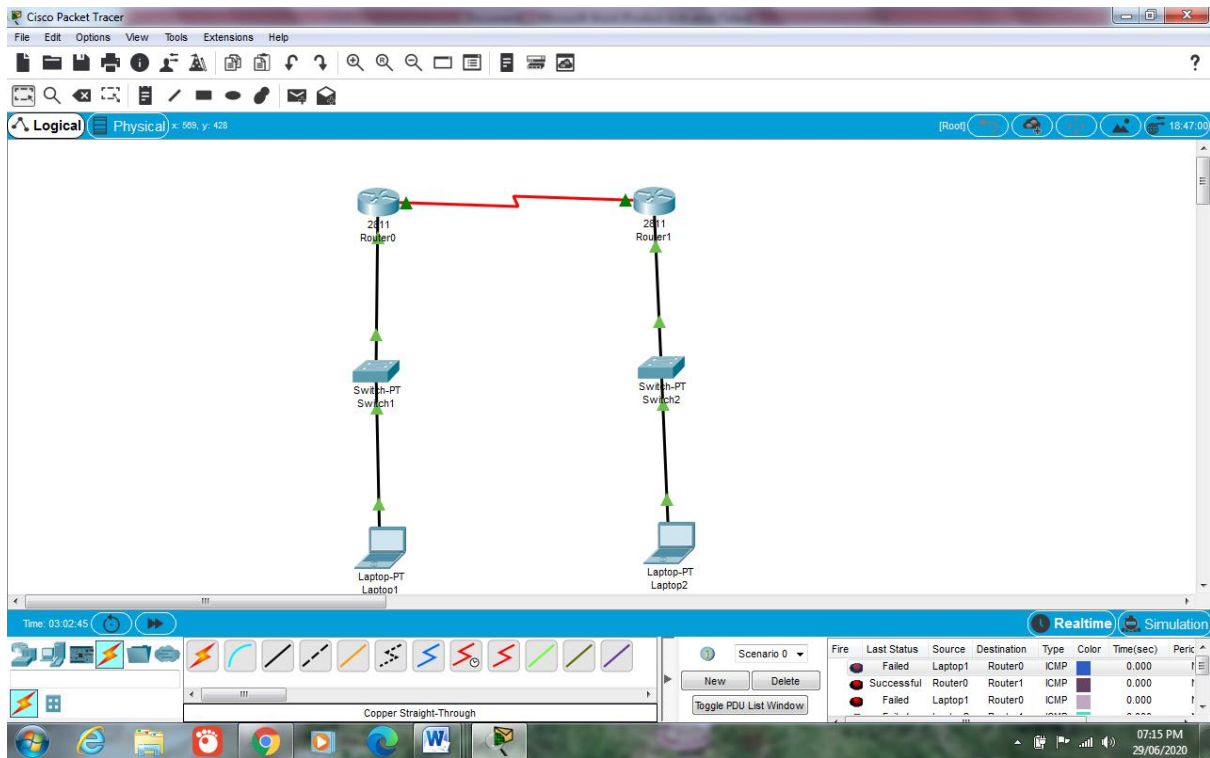 Cisco Packet Tracer
File Edit Options View Tools Extensions Help
?
Logical Physical x: 569, y: 428 [Root] 18:47:00
2811
Router0
2811
Router1
Switch-PT
Switch1
Switch-PT
Switch2
Laptop-PT
Laptop1
Laptop-PT
Laptop2
Time: 03:02:45 Realtime Simulation
Scenario 0
New Delete
Toggle PDU List Window
Copper Straight-Through
Fire Last Status Source Destination Type Color Time(sec) Peric
Failed Laptop1 Router0 ICMP 0.000
Successful Router0 Router1 ICMP 0.000
Failed Laptop1 Router0 ICMP 0.000
07:15 PM
29/06/2020